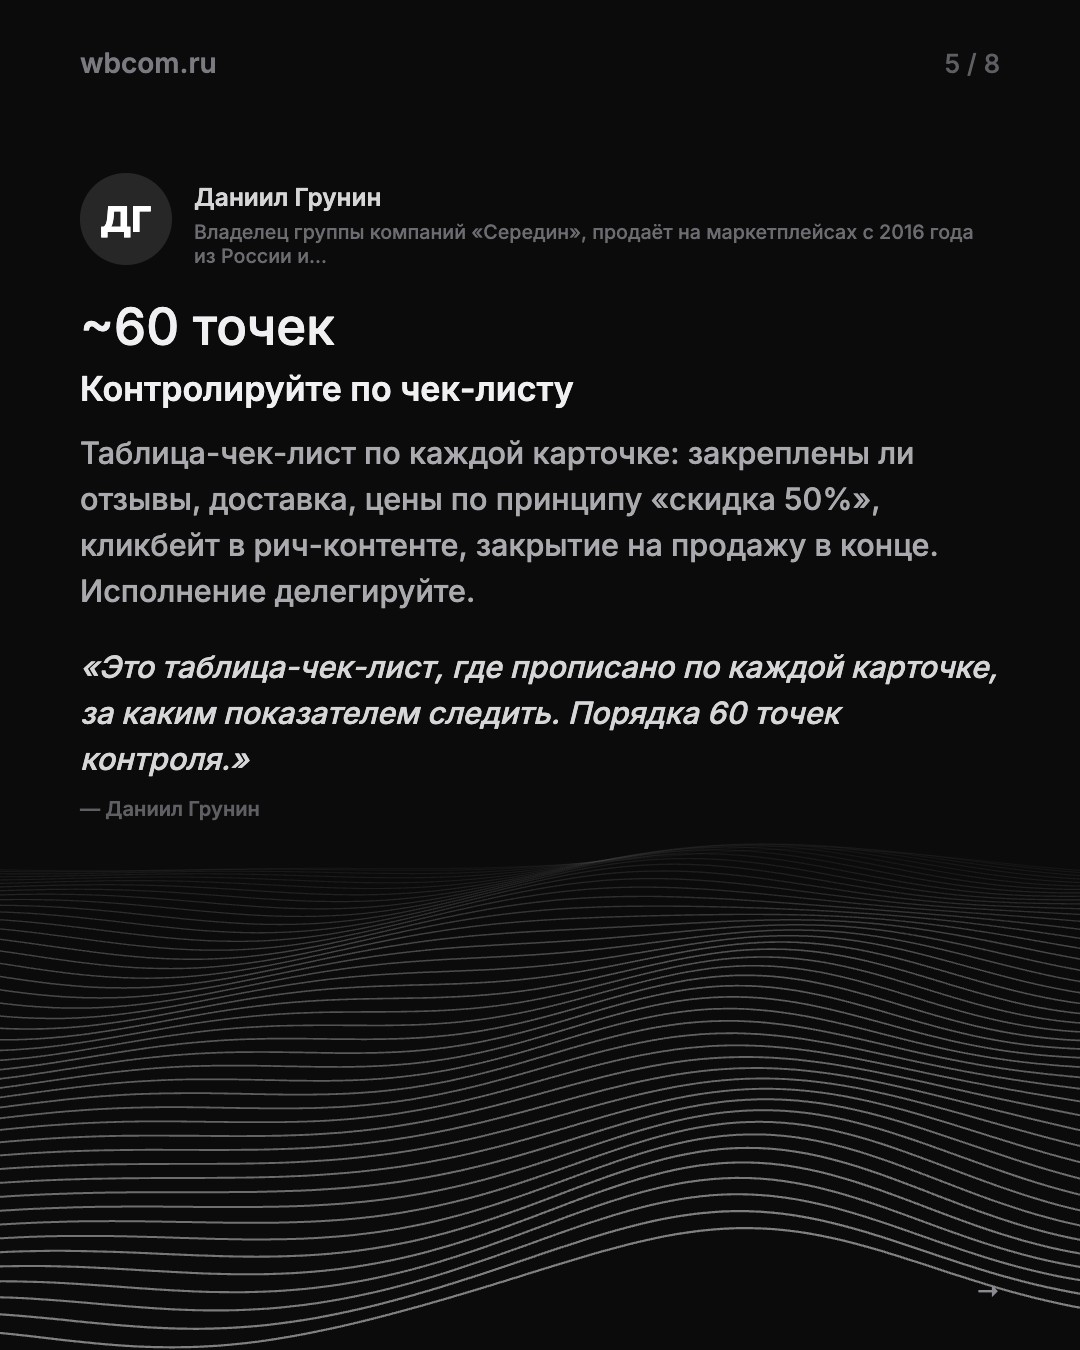 wbcom.ru
5 / 8
ДГ
Даниил Грунин
Владелец группы компаний «Середин», продаёт на маркетплейсах с 2016 года
из России и...
~60 точек
Контролируйте по чек-листу
Таблица-чек-лист по каждой карточке: закреплены ли
отзывы, доставка, цены по принципу «скидка 50%»,
кликбейт в рич-контенте, закрытие на продажу в конце.
Исполнение делегируйте.
«Это таблица-чек-лист, где прописано по каждой карточке,
за каким показателем следить. Порядка 60 точек
контроля.»
— Даниил Грунин
→